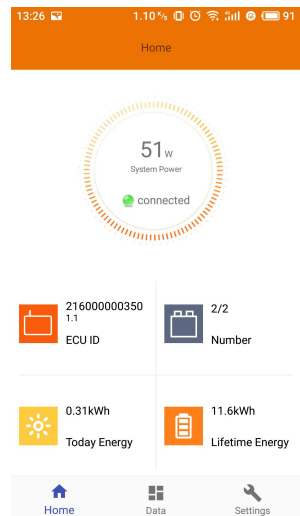 13:26 1.10 K/s 4G 91
Home
51 W
System Power
connected
216000000350
1.1
ECU ID
2/2
Number
0.31kWh
Today Energy
11.6kWh
Lifetime Energy
Home Data Settings